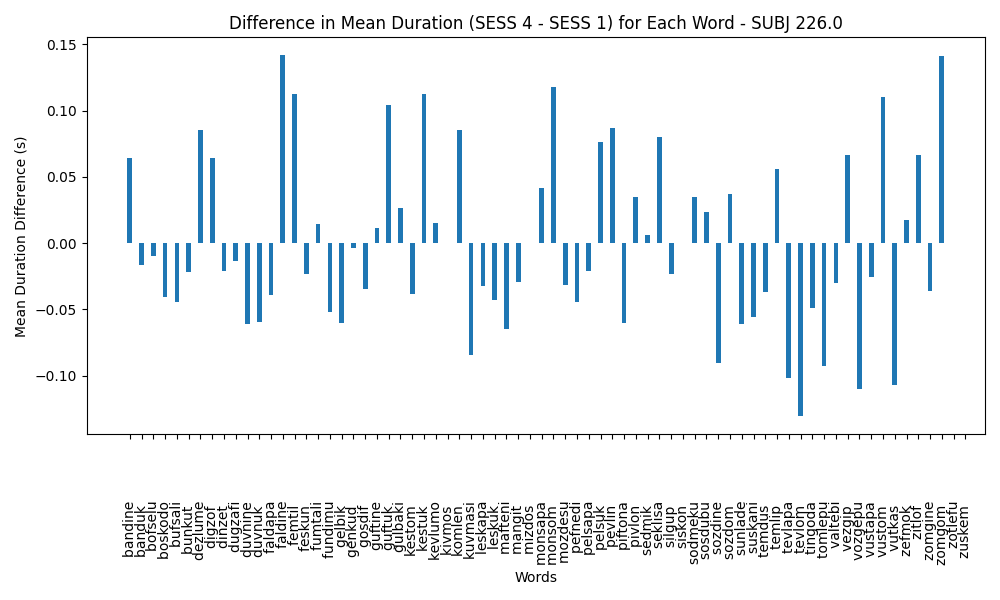 Difference in Mean Duration (SESS 4 - SESS 1) for Each Word - SUBJ 226.0
Mean Duration Difference (s)
0.15
0.10
0.05
0.00
−0.05
−0.10
bandine
banduk
bofselu
boskodo
bufsali
bunkut
dezlume
digzof
dinzet
dugzafi
duvnine
duvnuk
faldapa
faldine
femtil
feskun
fumtali
fundimu
gelbik
genkud
gosdif
guftine
guftuk
gulbaki
kestom
kestuk
kevlumo
kivmos
komlen
kuvmasi
leskapa
leskuk
mafteni
mangit
mizdos
monsapa
monsom
mozdesu
pefnedi
pelsapa
pelsuk
pevlin
piftona
pivlon
sednik
seklisa
silgup
siskon
sodmeku
sosdubu
sozdine
sozdom
sunlade
suskani
temdus
temlip
tevlapa
tevlom
tingoda
tomlepu
valtebi
vezgip
vozgepu
vustapa
vustom
vutkas
zefmok
zitlof
zomgine
zomgom
zotlefu
zuskem
Words